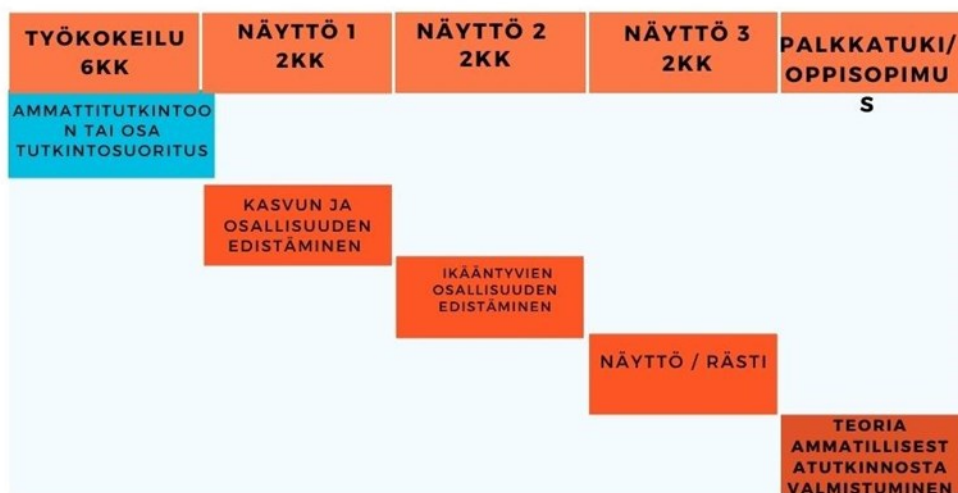 TYÖKOKEILU
6KK
NÄYTTÖ 1
2KK
NÄYTTÖ 2
2KK
NÄYTTÖ 3
2KK
PALKKATUKI/
OPPISOPIMU
S
AMMATTITUTKINTOO
N TAI OSA
TUTKINTOSUORITUS
KASVUN JA
OSALLISUUDEN
EDISTÄMINEN
IKÄÄNTYVIEN
OSALLISUUDEN
EDISTÄMINEN
NÄYTTÖ / RÄSTI
TEORIA
AMMATILLISEST
ATUTKINNOSTA
VALMISTUMINEN